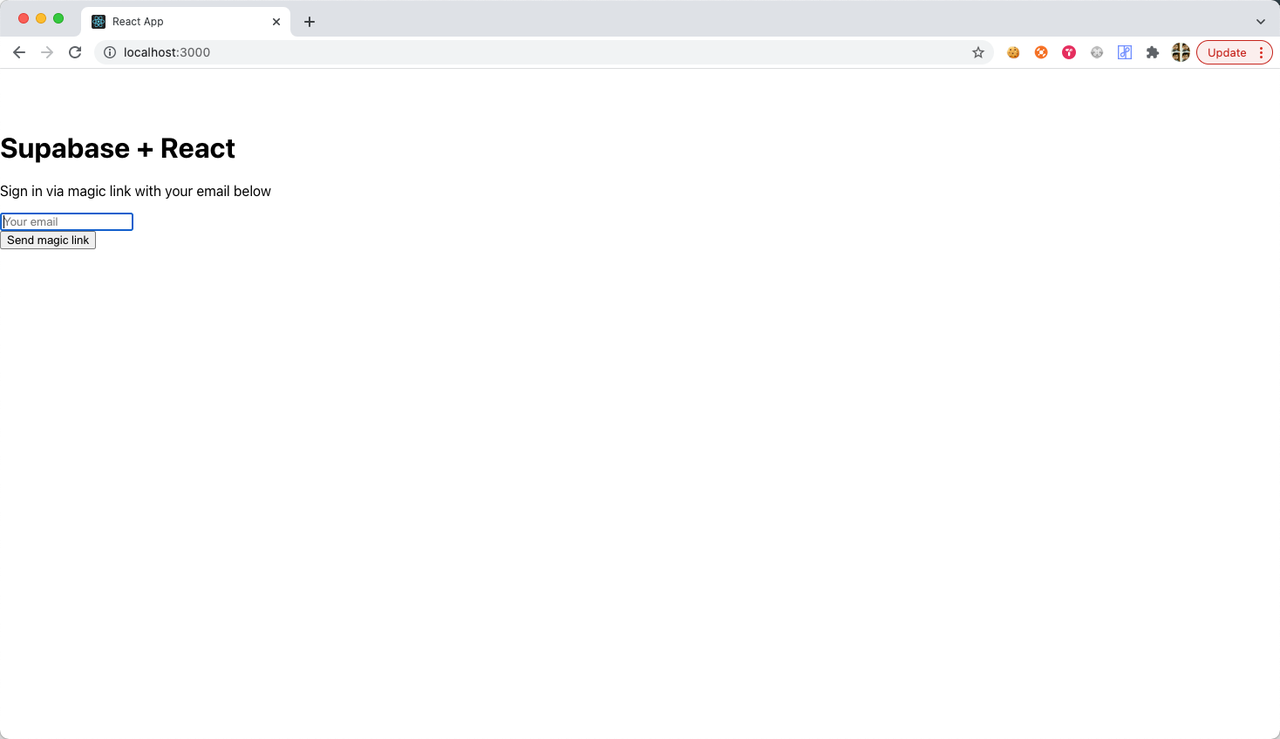 React App
localhost:3000
Update
Supabase + React
Sign in via magic link with your email below
Your email
Send magic link